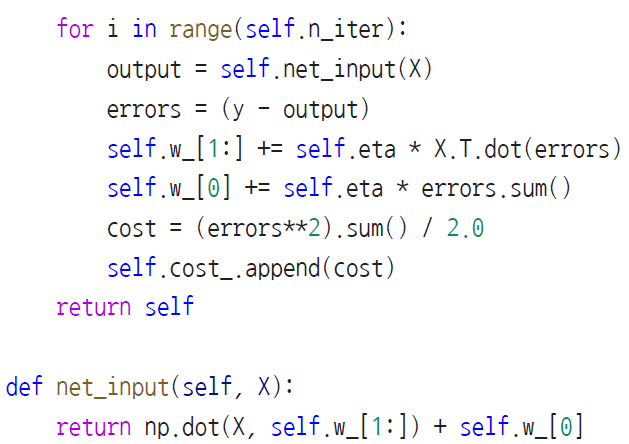 for i in range(self.n_iter):
output = self.net_input(X)
errors = (y - output)
self.w_[1:] += self.eta * X.T.dot(errors)
self.w_[0] += self.eta * errors.sum()
cost = (errors**2).sum() / 2.0
self.cost_.append(cost)
return self
def net_input(self, X):
return np.dot(X, self.w_[1:]) + self.w_[0]